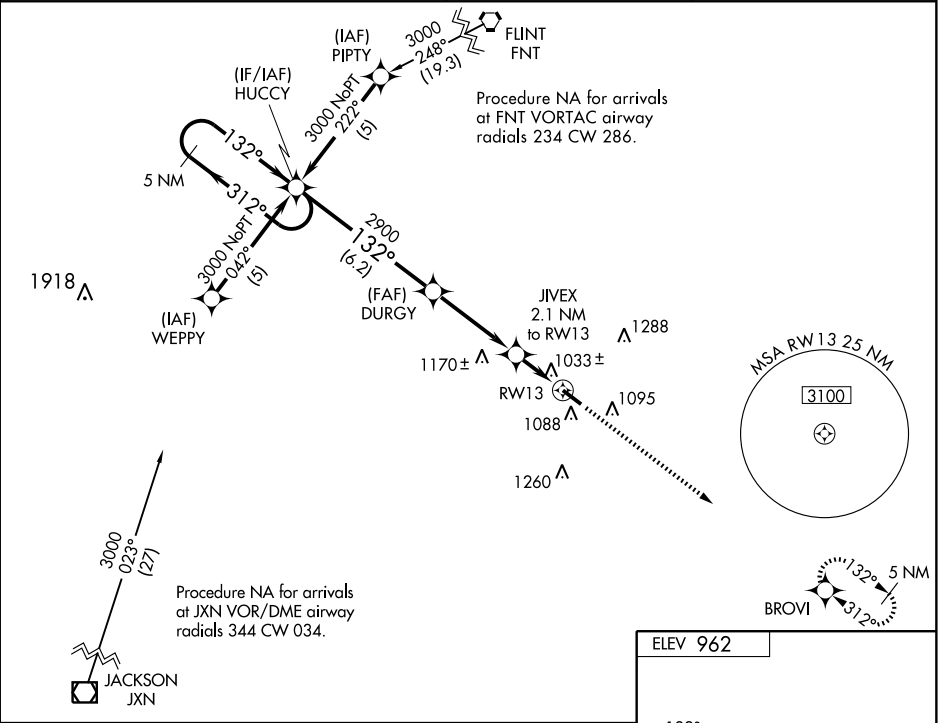 (IAF)
PIPTY
3000
248°
(19.3)
FLINT
FNT
(IF/IAF)
HUCCY
3000 NoPT
222°
(5)
Procedure NA for arrivals
at FNT VORTAC airway
radials 234 CW 286.
132°
5 NM
312°
3000 NoPT
042°
(5)
2900
132°
(6.2)
1918
(IAF)
WEPPY
(FAF)
DURGY
JIVEX
2.1 NM
to RW13
1288
1170 ±
1033 ±
RW13
1095
1088
1260
MSA RW13 25 NM
3100
3000
023°
(27)
Procedure NA for arrivals
at JXN VOR/DME airway
radials 344 CW 034.
JACKSON
JXN
132°
5 NM
BROVI
312°
ELEV 962